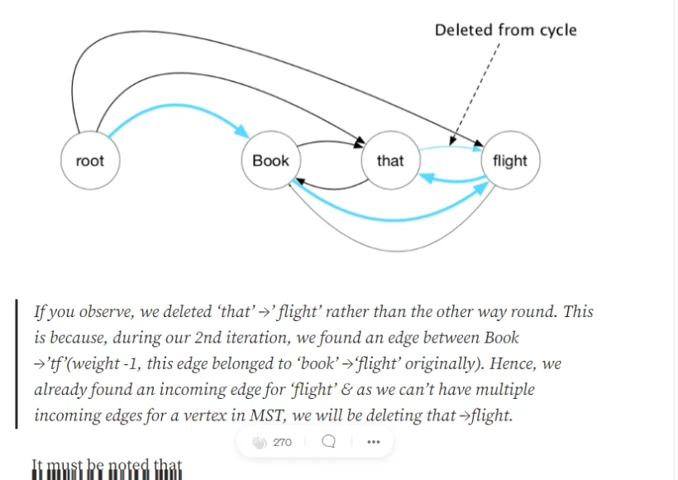 Deleted from cycle
root
Book
that
flight
If you observe, we deleted ‘that’ →’ flight’ rather than the other way round. This
is because, during our 2nd iteration, we found an edge between Book
→’tf’(weight -1, this edge belonged to ‘book’ →‘flight’ originally). Hence, we
already found an incoming edge for ‘flight’ & as we can’t have multiple
incoming edges for a vertex in MST, we will be deleting that →flight.
270
It must be noted that